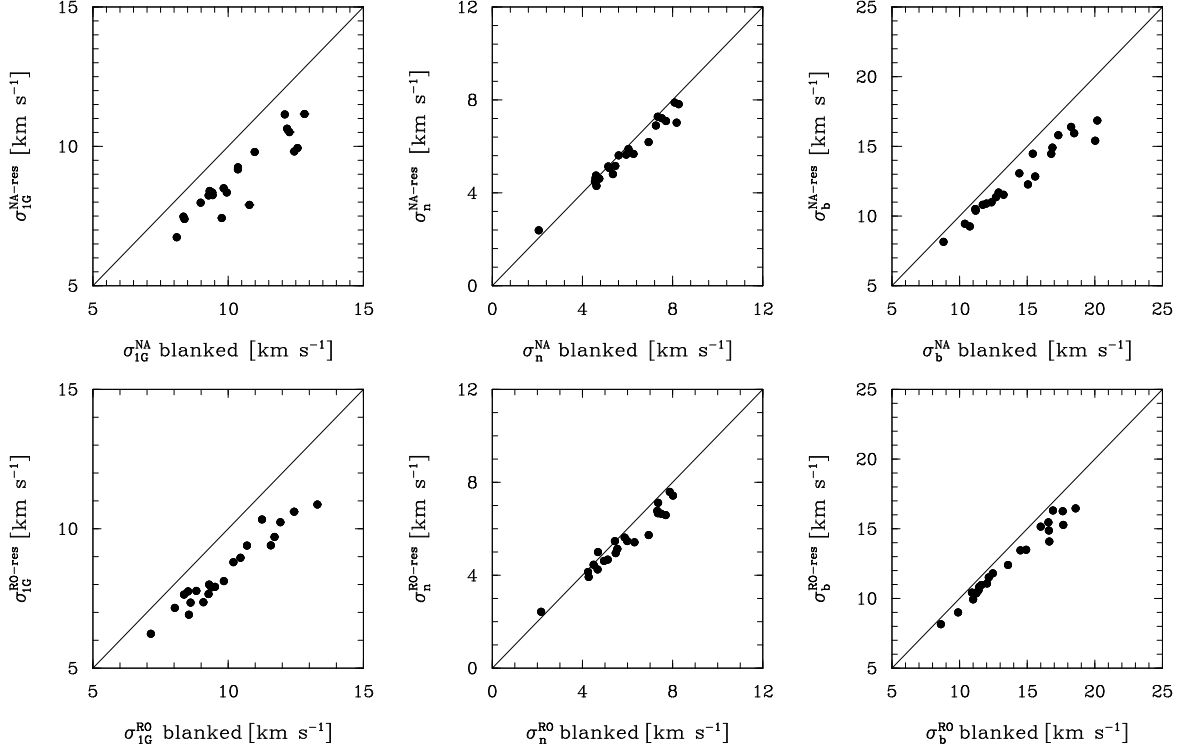 15
10
5
5 10 15
σ_1G^NA−res [km s^−1]
σ_1G^NA blanked [km s^−1]
12
8
4
0
0 4 8 12
σ_n^NA−res [km s^−1]
σ_n^NA blanked [km s^−1]
25
20
15
10
5
5 10 15 20 25
σ_b^NA−res [km s^−1]
σ_b^NA blanked [km s^−1]
15
10
5
5 10 15
σ_1G^RO−res [km s^−1]
σ_1G^RO blanked [km s^−1]
12
8
4
0
0 4 8 12
σ_n^RO−res [km s^−1]
σ_n^RO blanked [km s^−1]
25
20
15
10
5
5 10 15 20 25
σ_b^RO−res [km s^−1]
σ_b^RO blanked [km s^−1]